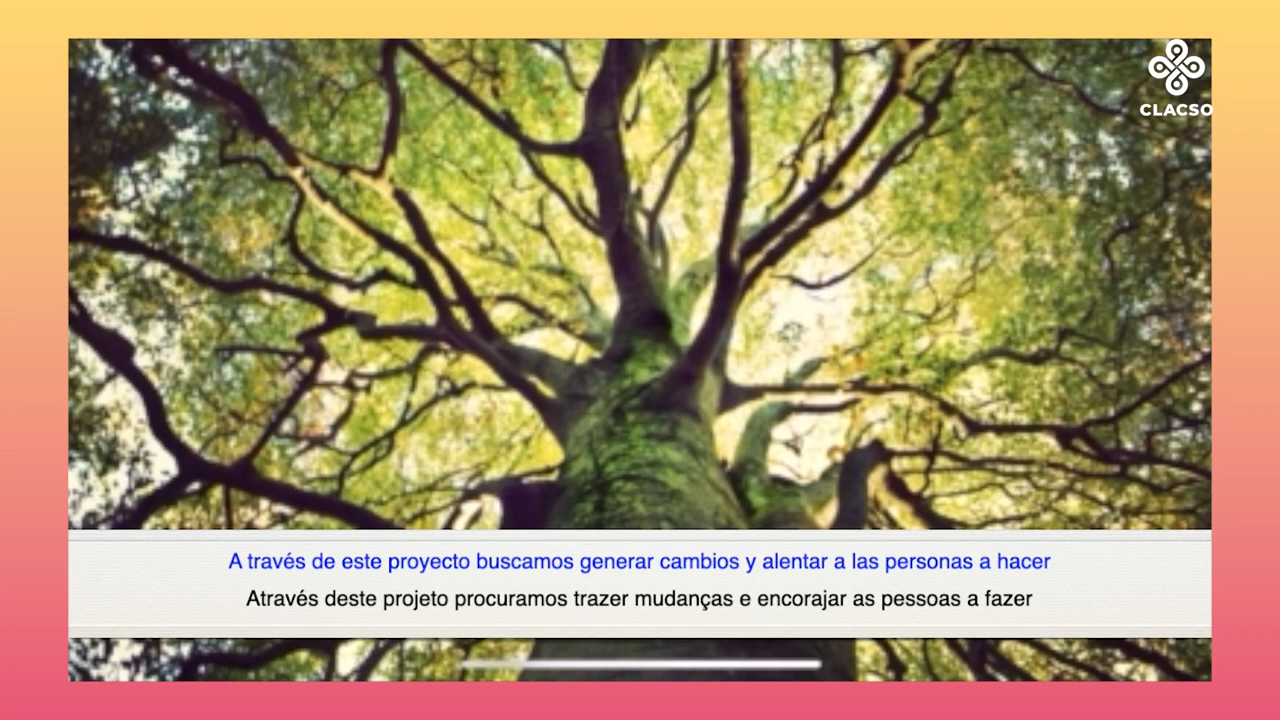 CLACSO
A través de este proyecto buscamos generar cambios y alentar a las personas a hacer
Através deste projeto procuramos trazer mudanças e encorajar as pessoas a fazer